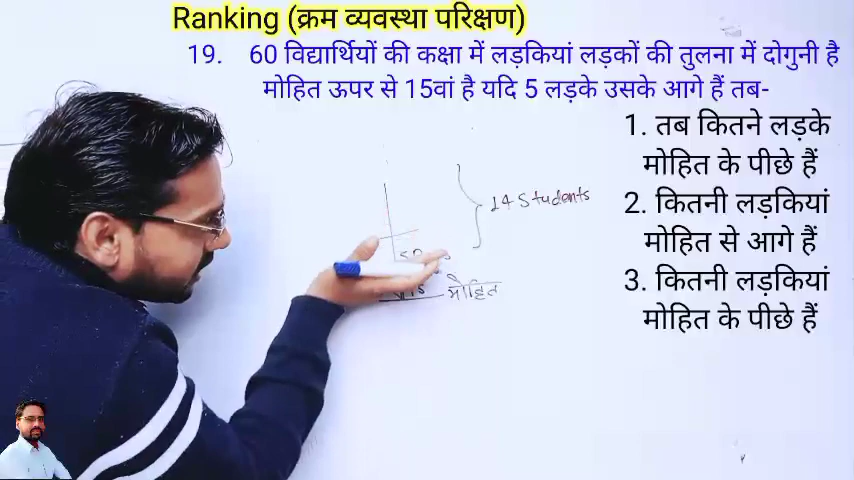 Ranking (क्रम व्यवस्था परिक्षण)
19. 60 विद्यार्थियों की कक्षा में लड़कियां लड़कों की तुलना में दोगुनी है
मोहित ऊपर से 15वां है यदि 5 लड़के उसके आगे हैं तब-
1. तब कितने लड़के
मोहित के पीछे हैं
2. कितनी लड़कियां
मोहित से आगे हैं
3. कितनी लड़कियां
मोहित के पीछे हैं
14 Students
मोहित